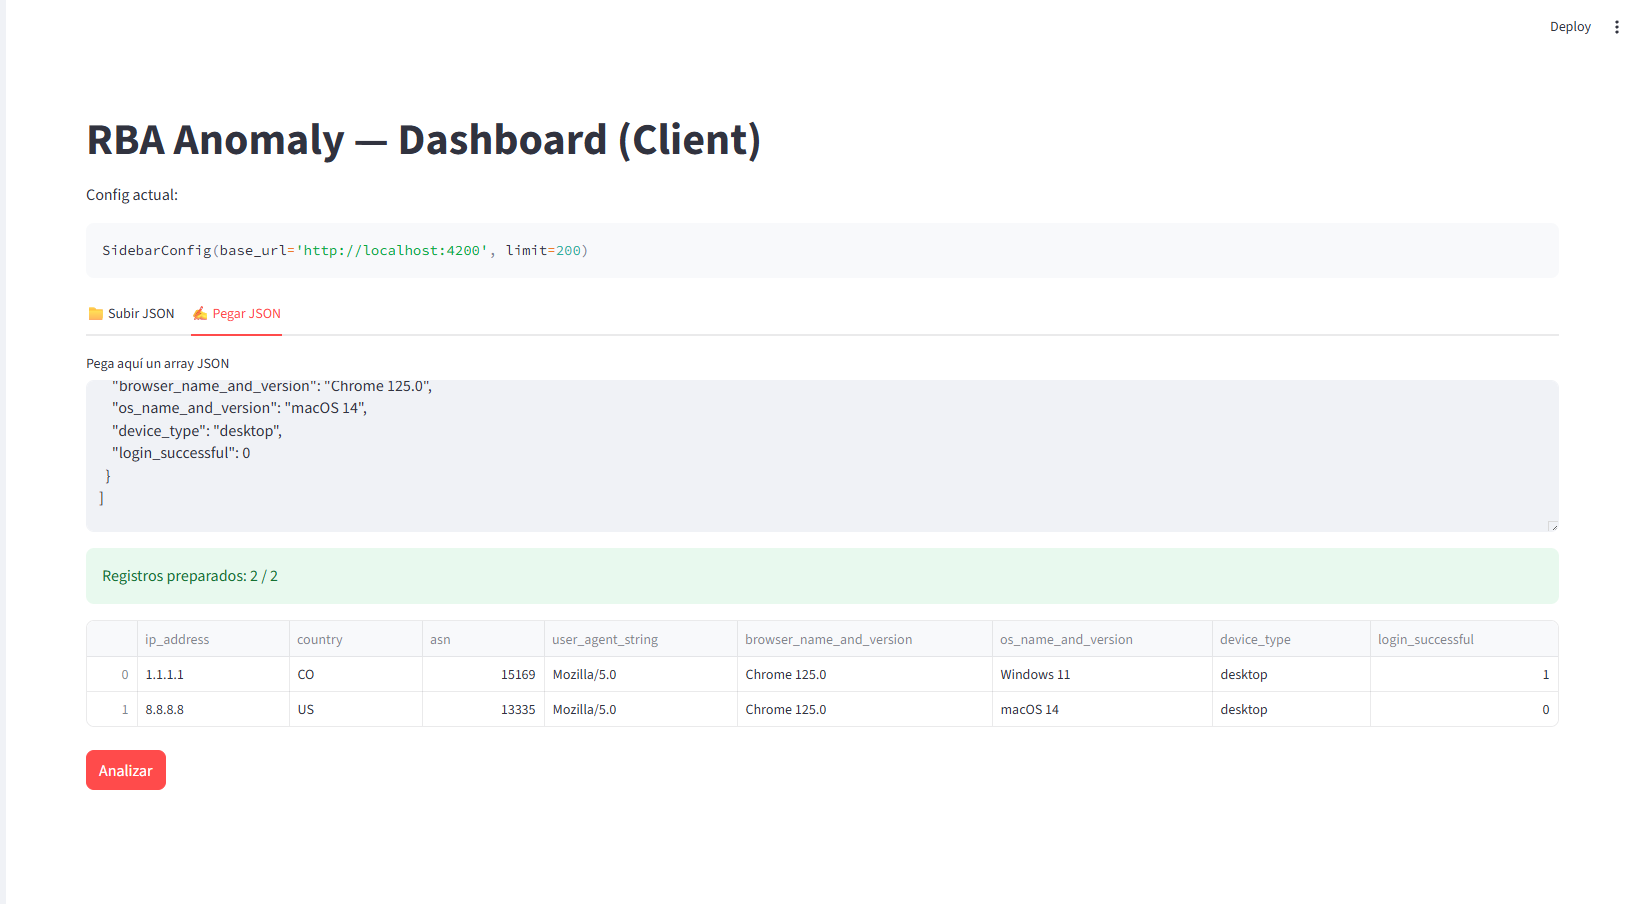 Deploy
RBA Anomaly — Dashboard (Client)
Config actual:
SidebarConfig(base_url='http://localhost:4200', limit=200)
Subir JSON Pegar JSON
Pega aquí un array JSON
"browser_name_and_version": "Chrome 125.0",
"os_name_and_version": "macOS 14",
"device_type": "desktop",
"login_successful": 0
}
]
Registros preparados: 2 / 2
ip_address country asn user_agent_string browser_name_and_version os_name_and_version device_type login_successful
0 1.1.1.1 CO 15169 Mozilla/5.0 Chrome 125.0 Windows 11 desktop 1
1 8.8.8.8 US 13335 Mozilla/5.0 Chrome 125.0 macOS 14 desktop 0
Analizar